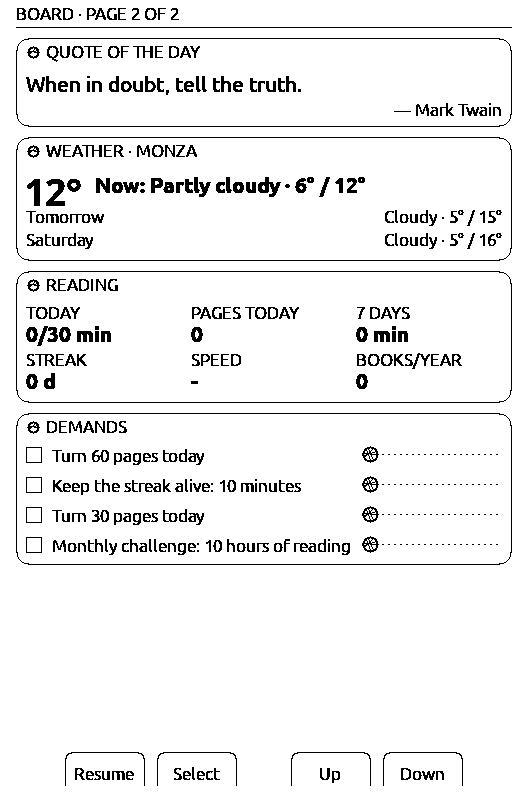 BOARD · PAGE 2 OF 2
QUOTE OF THE DAY
When in doubt, tell the truth.
— Mark Twain
WEATHER · MONZA
12° Now: Partly cloudy · 6° / 12°
Tomorrow Cloudy · 5° / 15°
Saturday Cloudy · 5° / 16°
READING
TODAY PAGES TODAY 7 DAYS
0/30 min 0 0 min
STREAK SPEED BOOKS/YEAR
0 d - 0
DEMANDS
Turn 60 pages today
Keep the streak alive: 10 minutes
Turn 30 pages today
Monthly challenge: 10 hours of reading
Resume Select Up Down